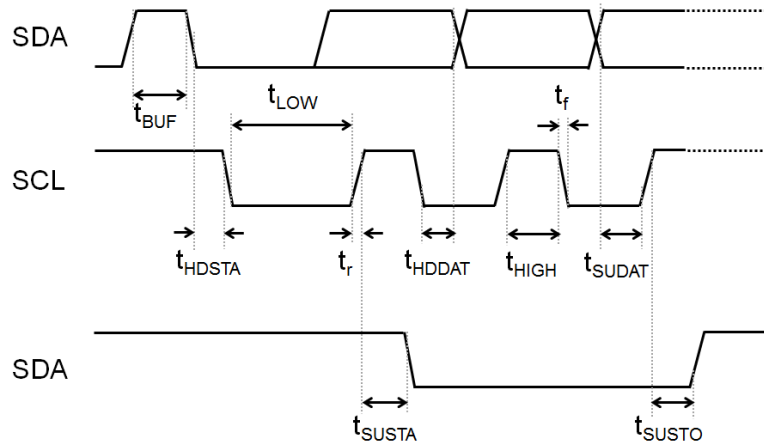 SDA
tBUF
tLOW
tf
SCL
tHDSTA
tr
tHDDAT
tHIGH
tSUDAT
SDA
tSUSTA
tSUSTO